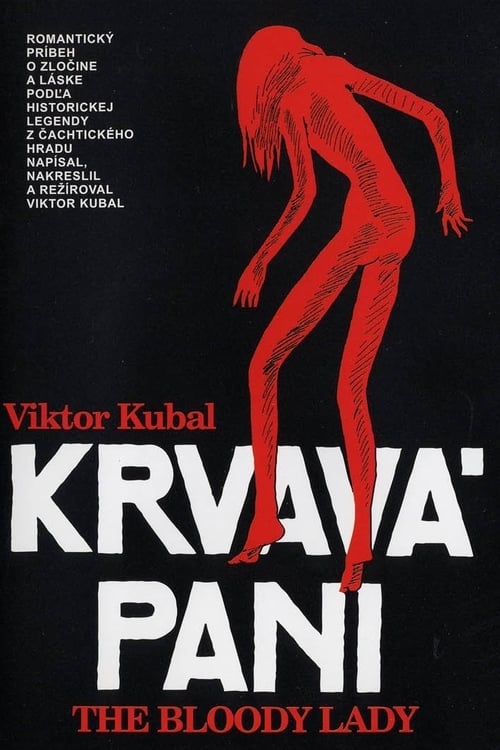 ROMANTICKÝ
PRÍBEH
O ZLOČINE
A LÁSKE
PODĽA
HISTORICKEJ
LEGENDY
Z ČACHTICKÉHO
HRADU
NAPÍSAL,
NAKRESLIL
A REŽÍROVAL
VIKTOR KUBAL
Viktor Kubal
KRVAVÁ
PANI
THE BLOODY LADY